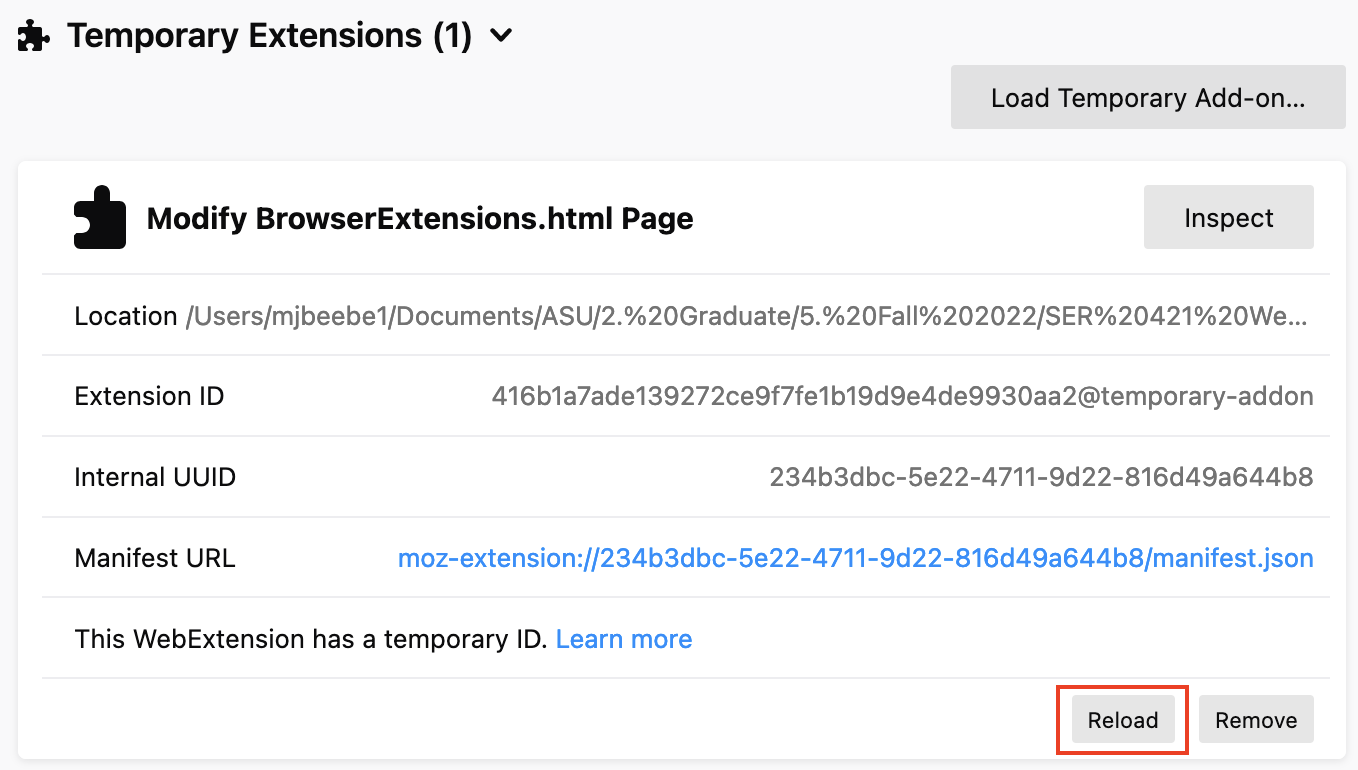 Temporary Extensions (1)
Load Temporary Add-on...
Modify BrowserExtensions.html Page
Inspect
Location /Users/mjbeebe1/Documents/ASU/2.%20Graduate/5.%20Fall%202022/SER%20421%20We...
Extension ID 416b1a7ade139272ce9f7fe1b19d9e4de9930aa2@temporary-addon
Internal UUID 234b3dbc-5e22-4711-9d22-816d49a644b8
Manifest URL moz-extension://234b3dbc-5e22-4711-9d22-816d49a644b8/manifest.json
This WebExtension has a temporary ID. Learn more
Reload Remove